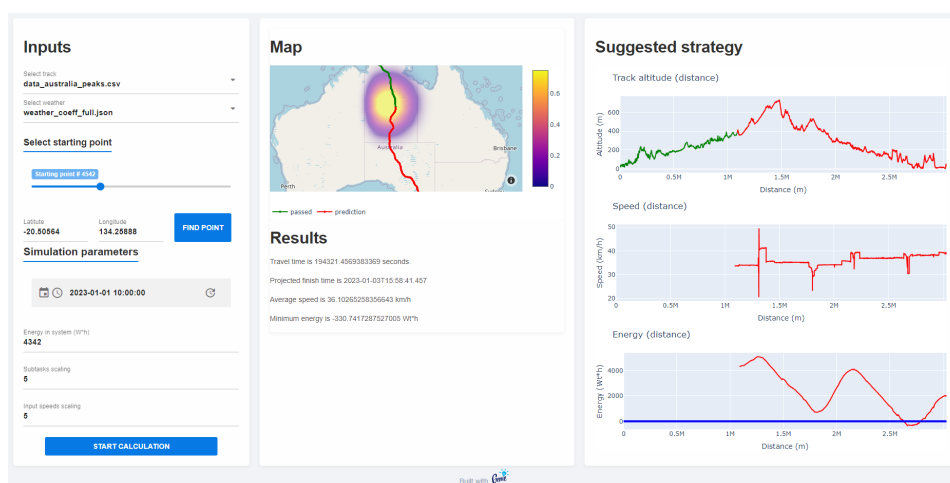 Inputs
Select track
data_australia_peaks.csv
Select weather
weather_coeff_full.json
Select starting point
Starting point # 4542
Latitute
Longitude
-20.50564
134.25888
FIND POINT
Simulation parameters
2023-01-01 10:00:00
Energy in system (W*h)
4342
Subtasks scaling
5
Input speeds scaling
5
START CALCULATION
Map
Australia
Brisbane
Perth
0.6
0.4
0.2
0
passed
prediction
Results
Travel time is 194321.4569383369 seconds.
Projected finish time is 2023-01-03T15:58:41.457
Average speed is 36.10265258356643 km/h
Minimum energy is -330.7417287527005 Wt*h
Suggested strategy
Track altitude (distance)
Altitude (m)
600
400
200
0
0 0.5M 1M 1.5M 2M 2.5M
Distance (m)
Speed (distance)
Speed (km/h)
50
40
30
20
0 0.5M 1M 1.5M 2M 2.5M
Distance (m)
Energy (distance)
Energy (Wt*h)
4000
2000
0
0 0.5M 1M 1.5M 2M 2.5M
Distance (m)
Built with Genie